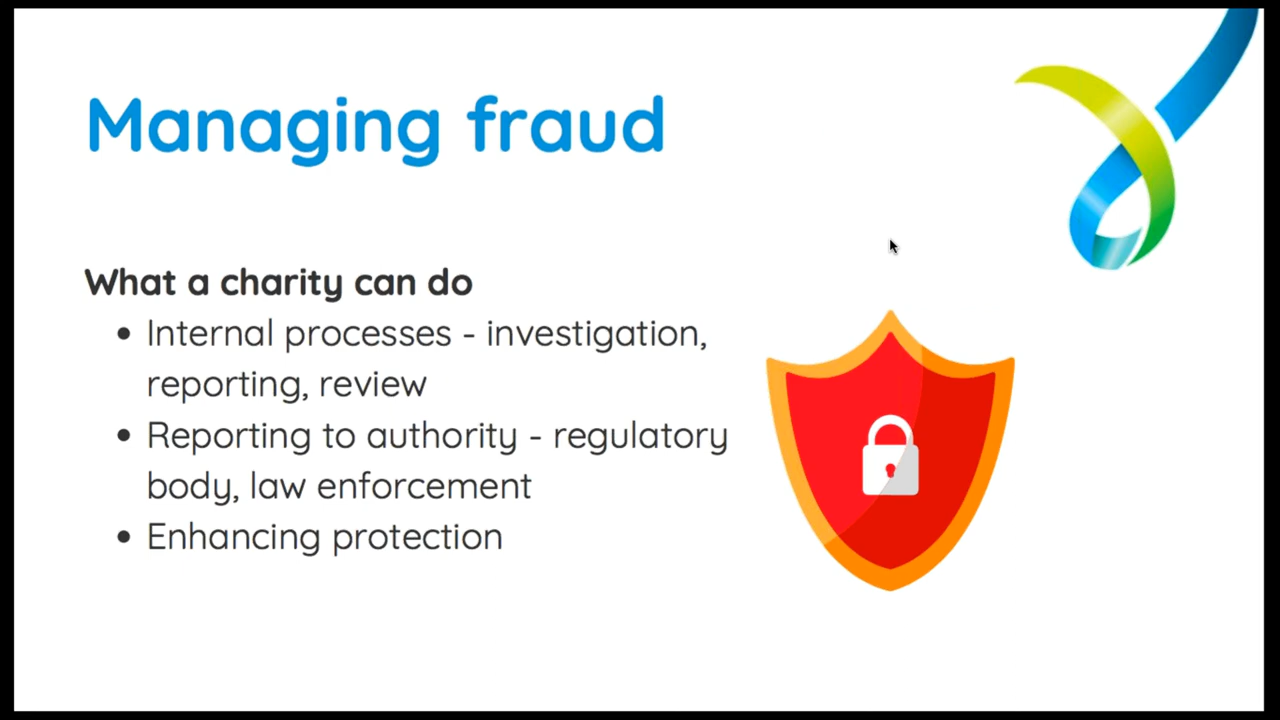 Managing fraud
What a charity can do
• Internal processes - investigation,
reporting, review
• Reporting to authority - regulatory
body, law enforcement
• Enhancing protection